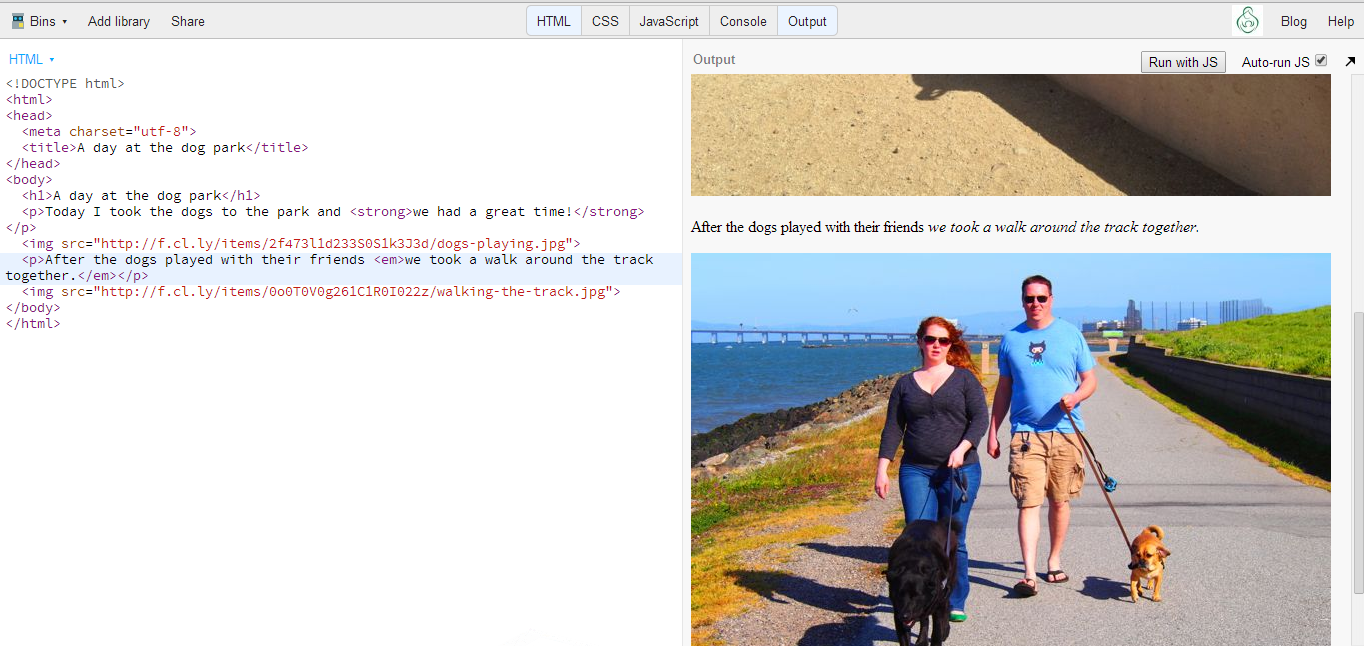 Bins Add library Share HTML CSS JavaScript Console Output Blog Help
HTML
<!DOCTYPE html>
<html>
<head>
<meta charset="utf-8">
<title>A day at the dog park</title>
</head>
<body>
<h1>A day at the dog park</h1>
<p>Today I took the dogs to the park and <strong>we had a great time!</strong>
</p>
<img src="http://f.cl.ly/items/2f473l1d233S0S1k3J3d/dogs-playing.jpg">
<p>After the dogs played with their friends <em>we took a walk around the track
together.</em></p>
<img src="http://f.cl.ly/items/0o0T0V0g26lC1R0I022z/walking-the-track.jpg">
</body>
</html>
Output Run with JS Auto-run JS
After the dogs played with their friends we took a walk around the track together.